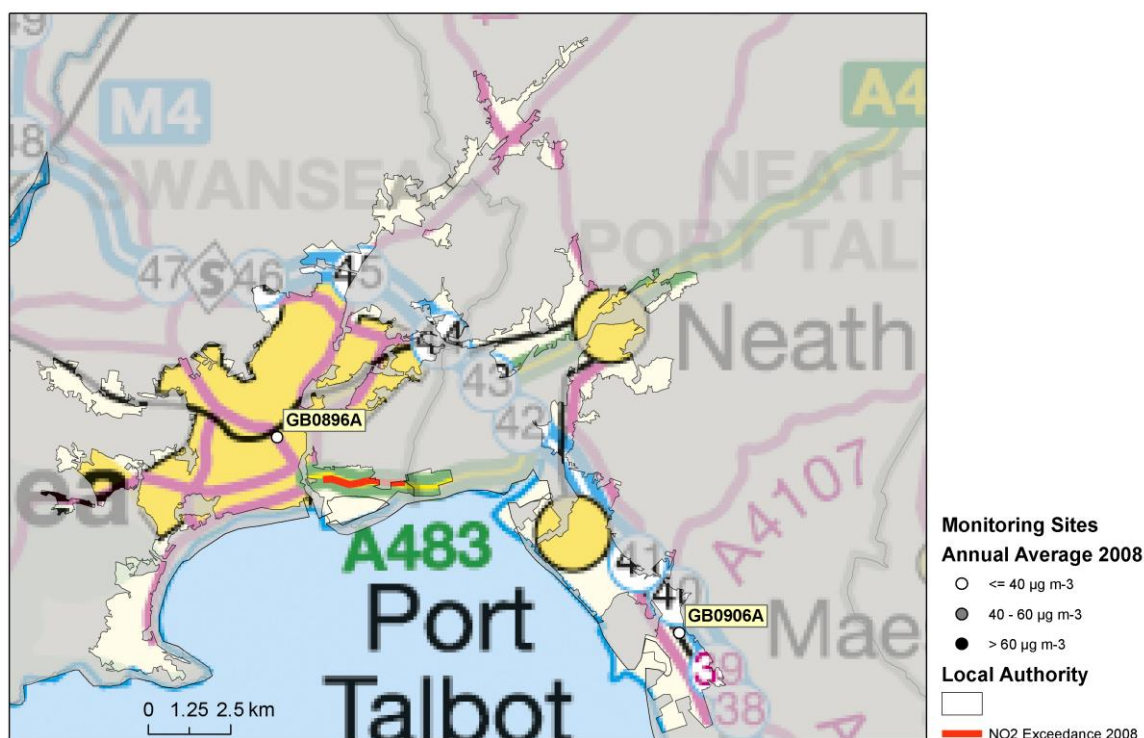 M4
A4
SWANSEA
NEATH
PORT TAL
48
47
S
46
45
Neath
43
42
GB0896A
ea
A483
A4107
Port
Talbot
41
GB0906A
Mae
39
38
0 1.25 2.5 km
Monitoring Sites
Annual Average 2008
<= 40 µg m-3
40 - 60 µg m-3
> 60 µg m-3
Local Authority
NO2 Exceedance 2008